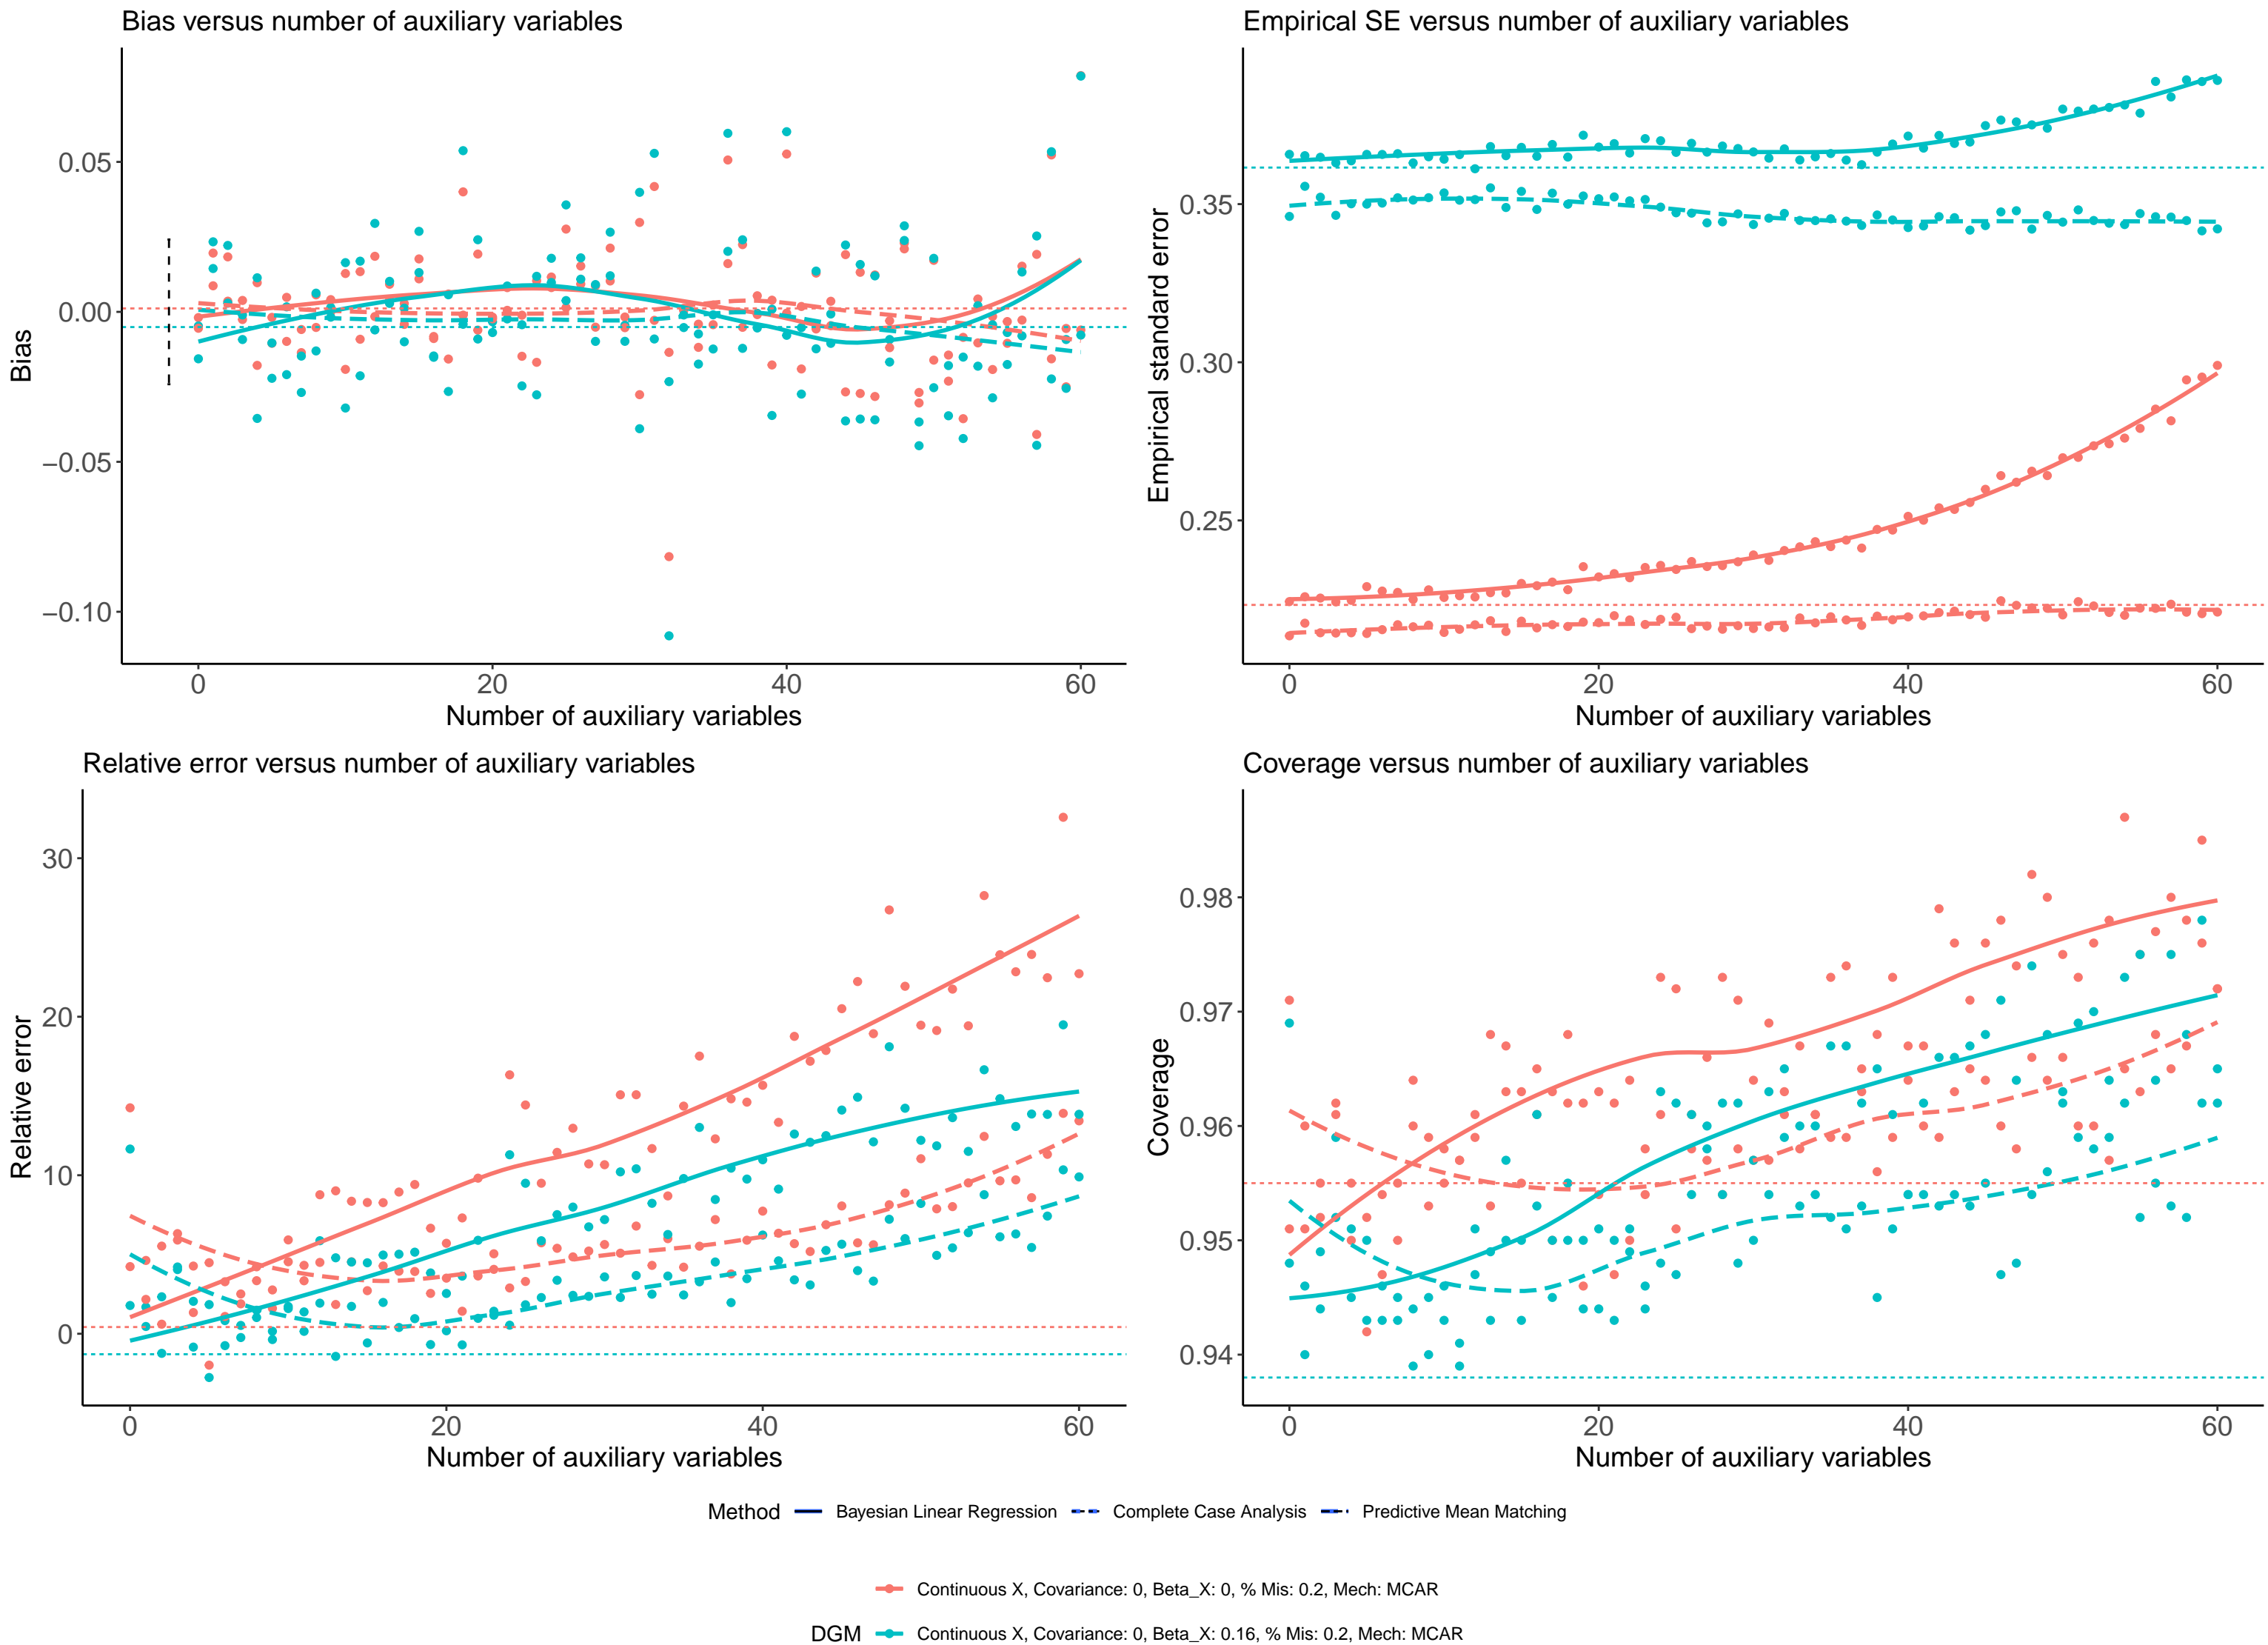 Bias versus number of auxiliary variables
0.05
0.00
−0.05
−0.10
Bias
0 20 40 60
Number of auxiliary variables
Empirical SE versus number of auxiliary variables
0.35
0.30
0.25
Empirical standard error
0 20 40 60
Number of auxiliary variables
Relative error versus number of auxiliary variables
30
20
10
0
Relative error
0 20 40 60
Number of auxiliary variables
Coverage versus number of auxiliary variables
0.98
0.97
0.96
0.95
0.94
Coverage
0 20 40 60
Number of auxiliary variables
Method Bayesian Linear Regression Complete Case Analysis Predictive Mean Matching
Continuous X, Covariance: 0, Beta_X: 0, % Mis: 0.2, Mech: MCAR
DGM Continuous X, Covariance: 0, Beta_X: 0.16, % Mis: 0.2, Mech: MCAR